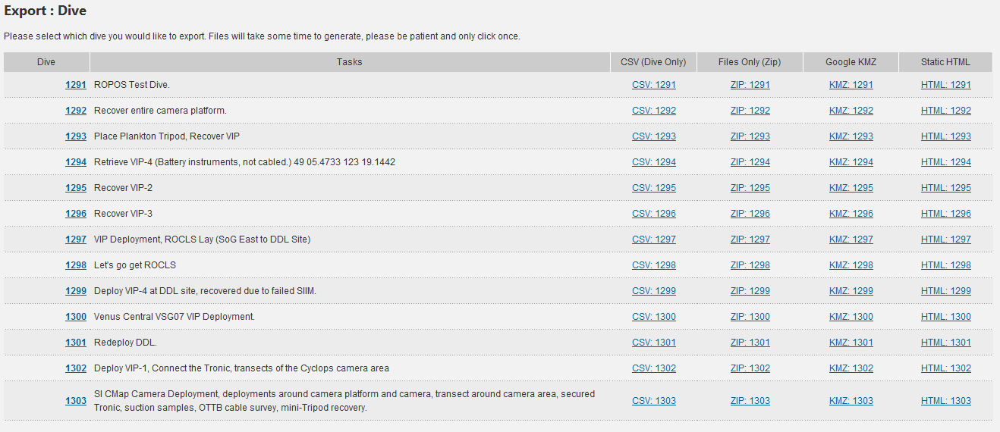 Export : Dive
Please select which dive you would like to export. Files will take some time to generate, please be patient and only click once.
Dive Tasks CSV (Dive Only) Files Only (Zip) Google KMZ Static HTML
1291 ROPOS Test Dive. CSV: 1291 ZIP: 1291 KMZ: 1291 HTML: 1291
1292 Recover entire camera platform. CSV: 1292 ZIP: 1292 KMZ: 1292 HTML: 1292
1293 Place Plankton Tripod, Recover VIP CSV: 1293 ZIP: 1293 KMZ: 1293 HTML: 1293
1294 Retrieve VIP-4 (Battery instruments, not cabled.) 49 05.4733 123 19.1442 CSV: 1294 ZIP: 1294 KMZ: 1294 HTML: 1294
1295 Recover VIP-2 CSV: 1295 ZIP: 1295 KMZ: 1295 HTML: 1295
1296 Recover VIP-3 CSV: 1296 ZIP: 1296 KMZ: 1296 HTML: 1296
1297 VIP Deployment, ROCLS Lay (SoG East to DDL Site) CSV: 1297 ZIP: 1297 KMZ: 1297 HTML: 1297
1298 Let's go get ROCLS CSV: 1298 ZIP: 1298 KMZ: 1298 HTML: 1298
1299 Deploy VIP-4 at DDL site, recovered due to failed SIIM. CSV: 1299 ZIP: 1299 KMZ: 1299 HTML: 1299
1300 Venus Central VSG07 VIP Deployment. CSV: 1300 ZIP: 1300 KMZ: 1300 HTML: 1300
1301 Redeploy DDL. CSV: 1301 ZIP: 1301 KMZ: 1301 HTML: 1301
1302 Deploy VIP-1, Connect the Tronic, transects of the Cyclops camera area CSV: 1302 ZIP: 1302 KMZ: 1302 HTML: 1302
1303 SI CMap Camera Deployment, deployments around camera platform and camera, transect around camera area, secured
Tronic, suction samples, OTTB cable survey, mini-Tripod recovery. CSV: 1303 ZIP: 1303 KMZ: 1303 HTML: 1303